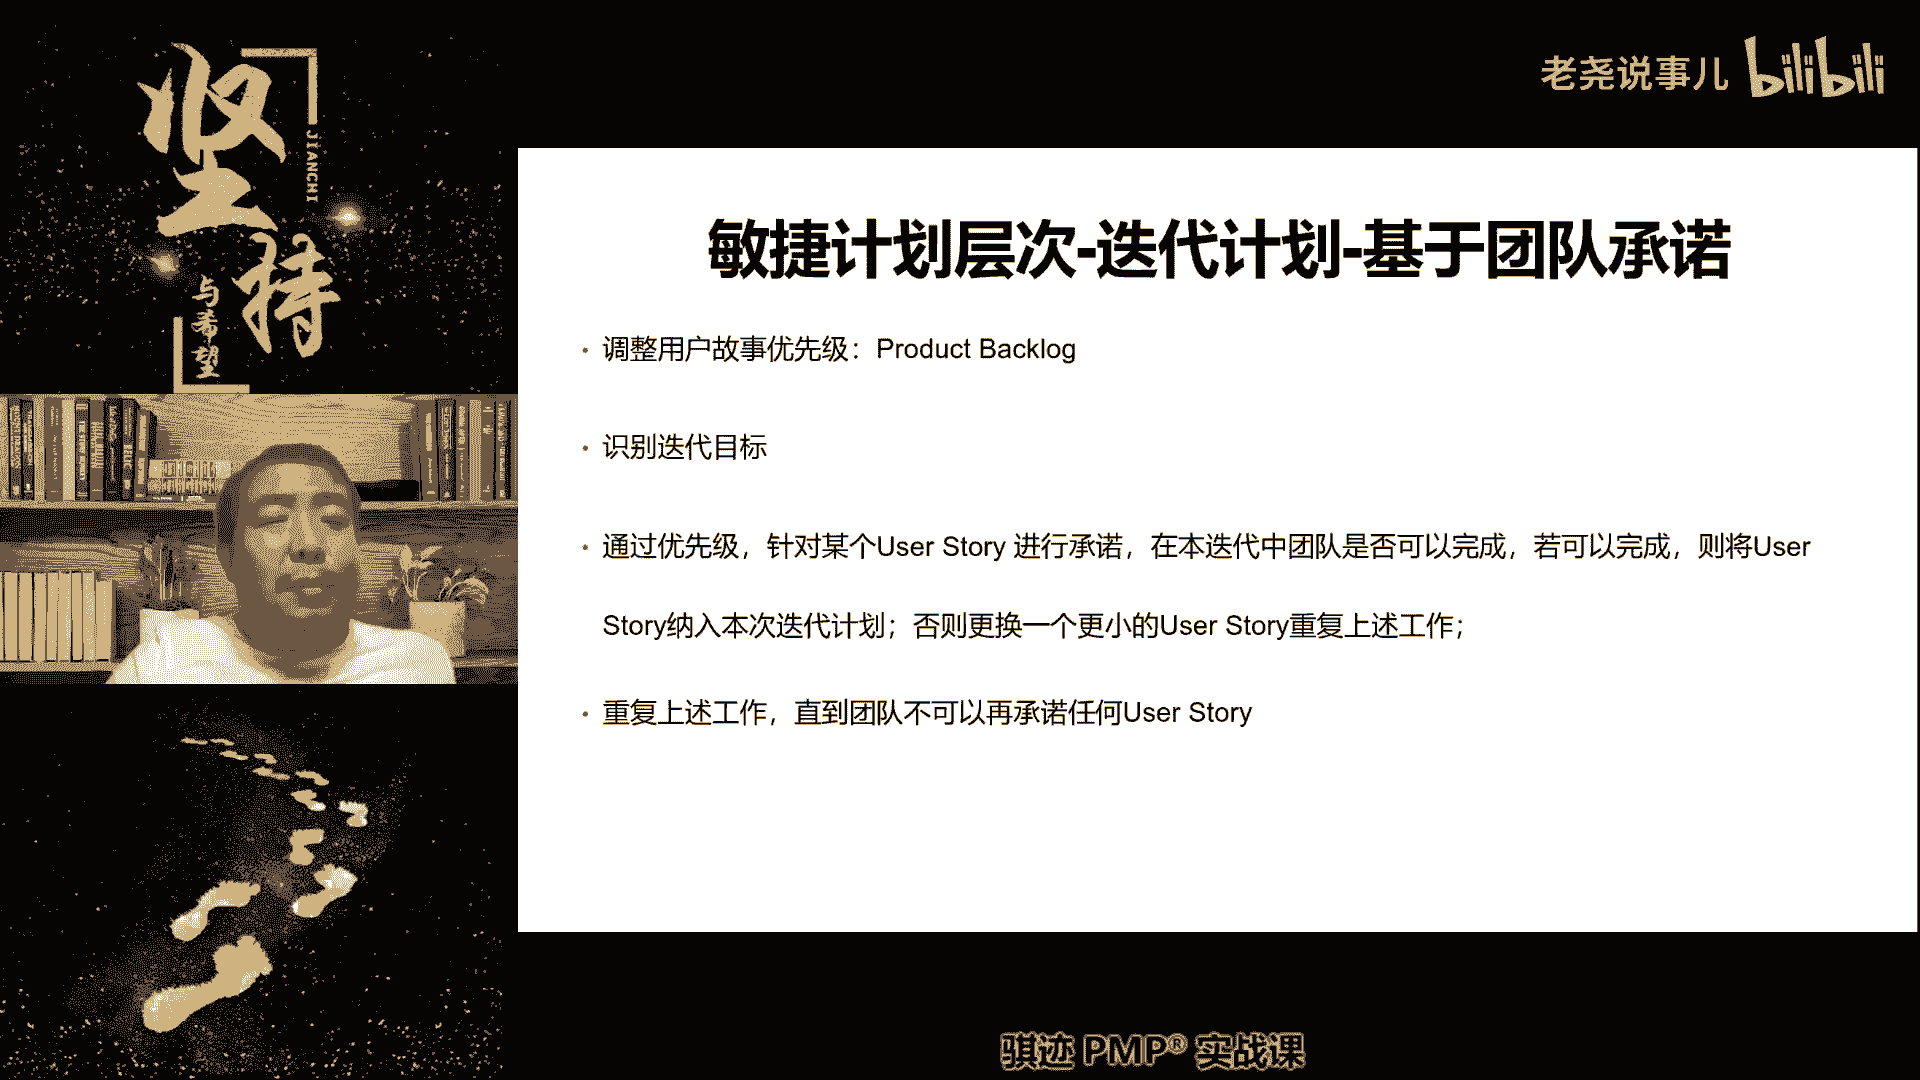 坚持
JIANCHI
与希望
老尧说事儿 bilibili
敏捷计划层次-迭代计划-基于团队承诺
· 调整用户故事优先级：Product Backlog
· 识别迭代目标
· 通过优先级，针对某个User Story 进行承诺，在本迭代中团队是否可以完成，若可以完成，则将User
Story纳入本次迭代计划；否则更换一个更小的User Story重复上述工作；
· 重复上述工作，直到团队不可以再承诺任何User Story
骐迹 PMP® 实战课